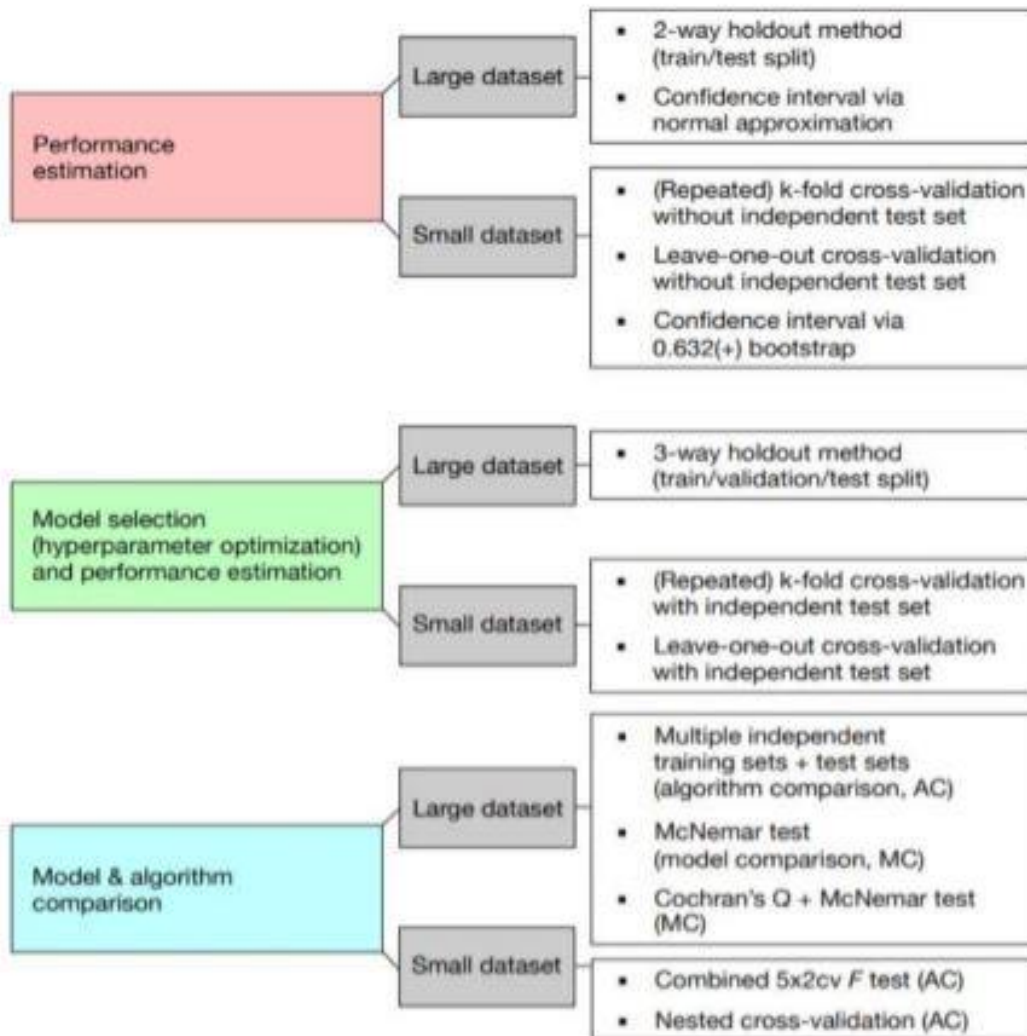 Performance
estimation
Large dataset
▪ 2-way holdout method
(train/test split)
▪ Confidence interval via
normal approximation
Small dataset
▪ (Repeated) k-fold cross-validation
without independent test set
▪ Leave-one-out cross-validation
without independent test set
▪ Confidence interval via
0.632(+) bootstrap
Model selection
(hyperparameter optimization)
and performance estimation
Large dataset
▪ 3-way holdout method
(train/validation/test split)
Small dataset
▪ (Repeated) k-fold cross-validation
with independent test set
▪ Leave-one-out cross-validation
with independent test set
Model & algorithm
comparison
Large dataset
▪ Multiple independent
training sets + test sets
(algorithm comparison, AC)
▪ McNemar test
(model comparison, MC)
▪ Cochran's Q + McNemar test
(MC)
Small dataset
▪ Combined 5x2cv F test (AC)
▪ Nested cross-validation (AC)